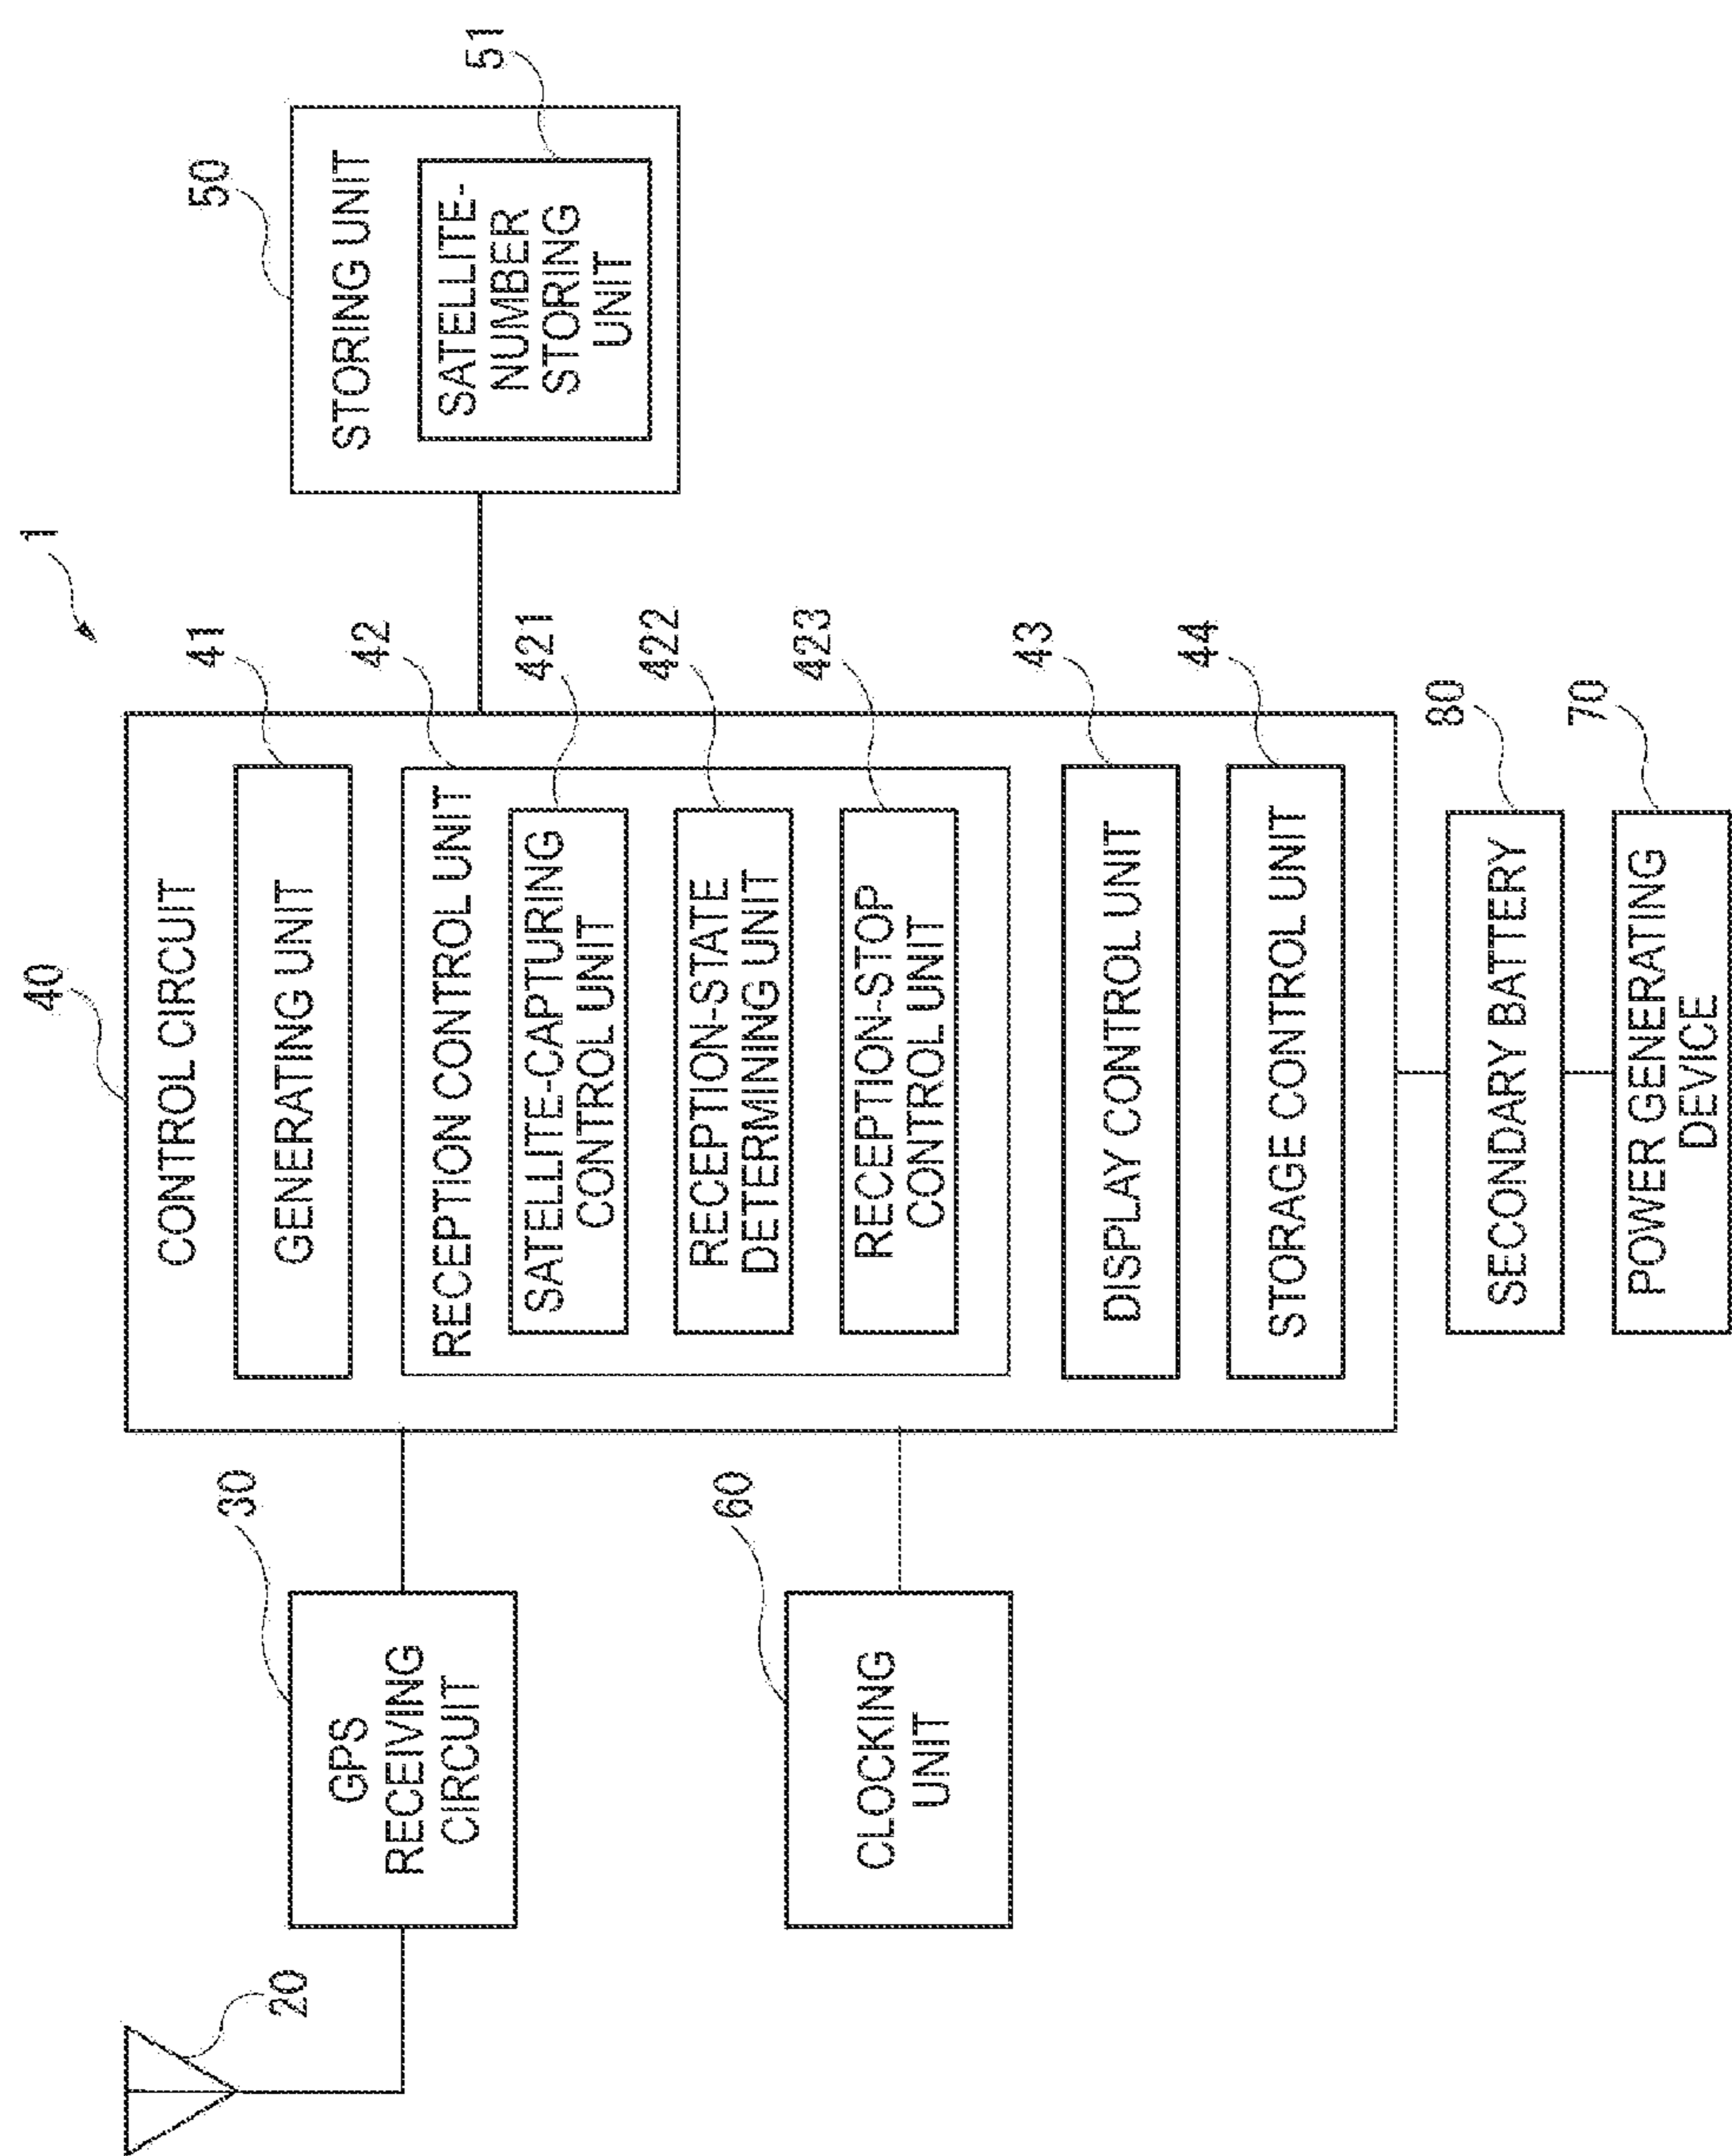 1
20
GPS
RECEIVING
CIRCUIT
30
CLOCKING
UNIT
60
40
CONTROL CIRCUIT
GENERATING UNIT
41
RECEPTION CONTROL UNIT
42
SATELLITE-CAPTURING
CONTROL UNIT
421
RECEPTION-STATE
DETERMINING UNIT
422
RECEPTION-STOP
CONTROL UNIT
423
DISPLAY CONTROL UNIT
43
STORAGE CONTROL UNIT
44
SECONDARY BATTERY
80
POWER GENERATING
DEVICE
70
50
STORING UNIT
SATELLITE-
NUMBER
STORING
UNIT
51